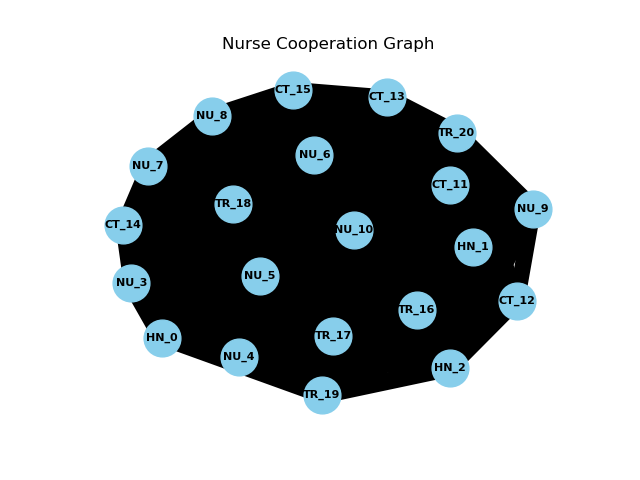 Nurse Cooperation Graph
CT_15
CT_13
NU_8
TR_20
NU_6
NU_7
CT_11
TR_18
NU_9
CT_14
NU_10
HN_1
NU_5
NU_3
CT_12
TR_16
TR_17
HN_0
NU_4
HN_2
TR_19